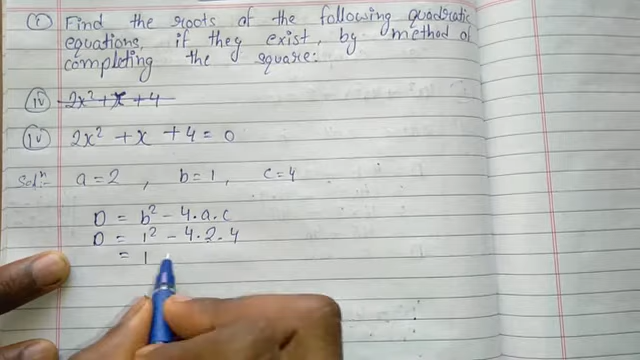 ① Find the roots of the following quadratic
equations, if they exist, by method of
completing the square:
(iv) 2x² + x + 4
(iv) 2x² + x + 4 = 0
Solⁿ:- a = 2 , b = 1 , c = 4
D = b² - 4.a.c
D = 1² - 4.2.4
= 1